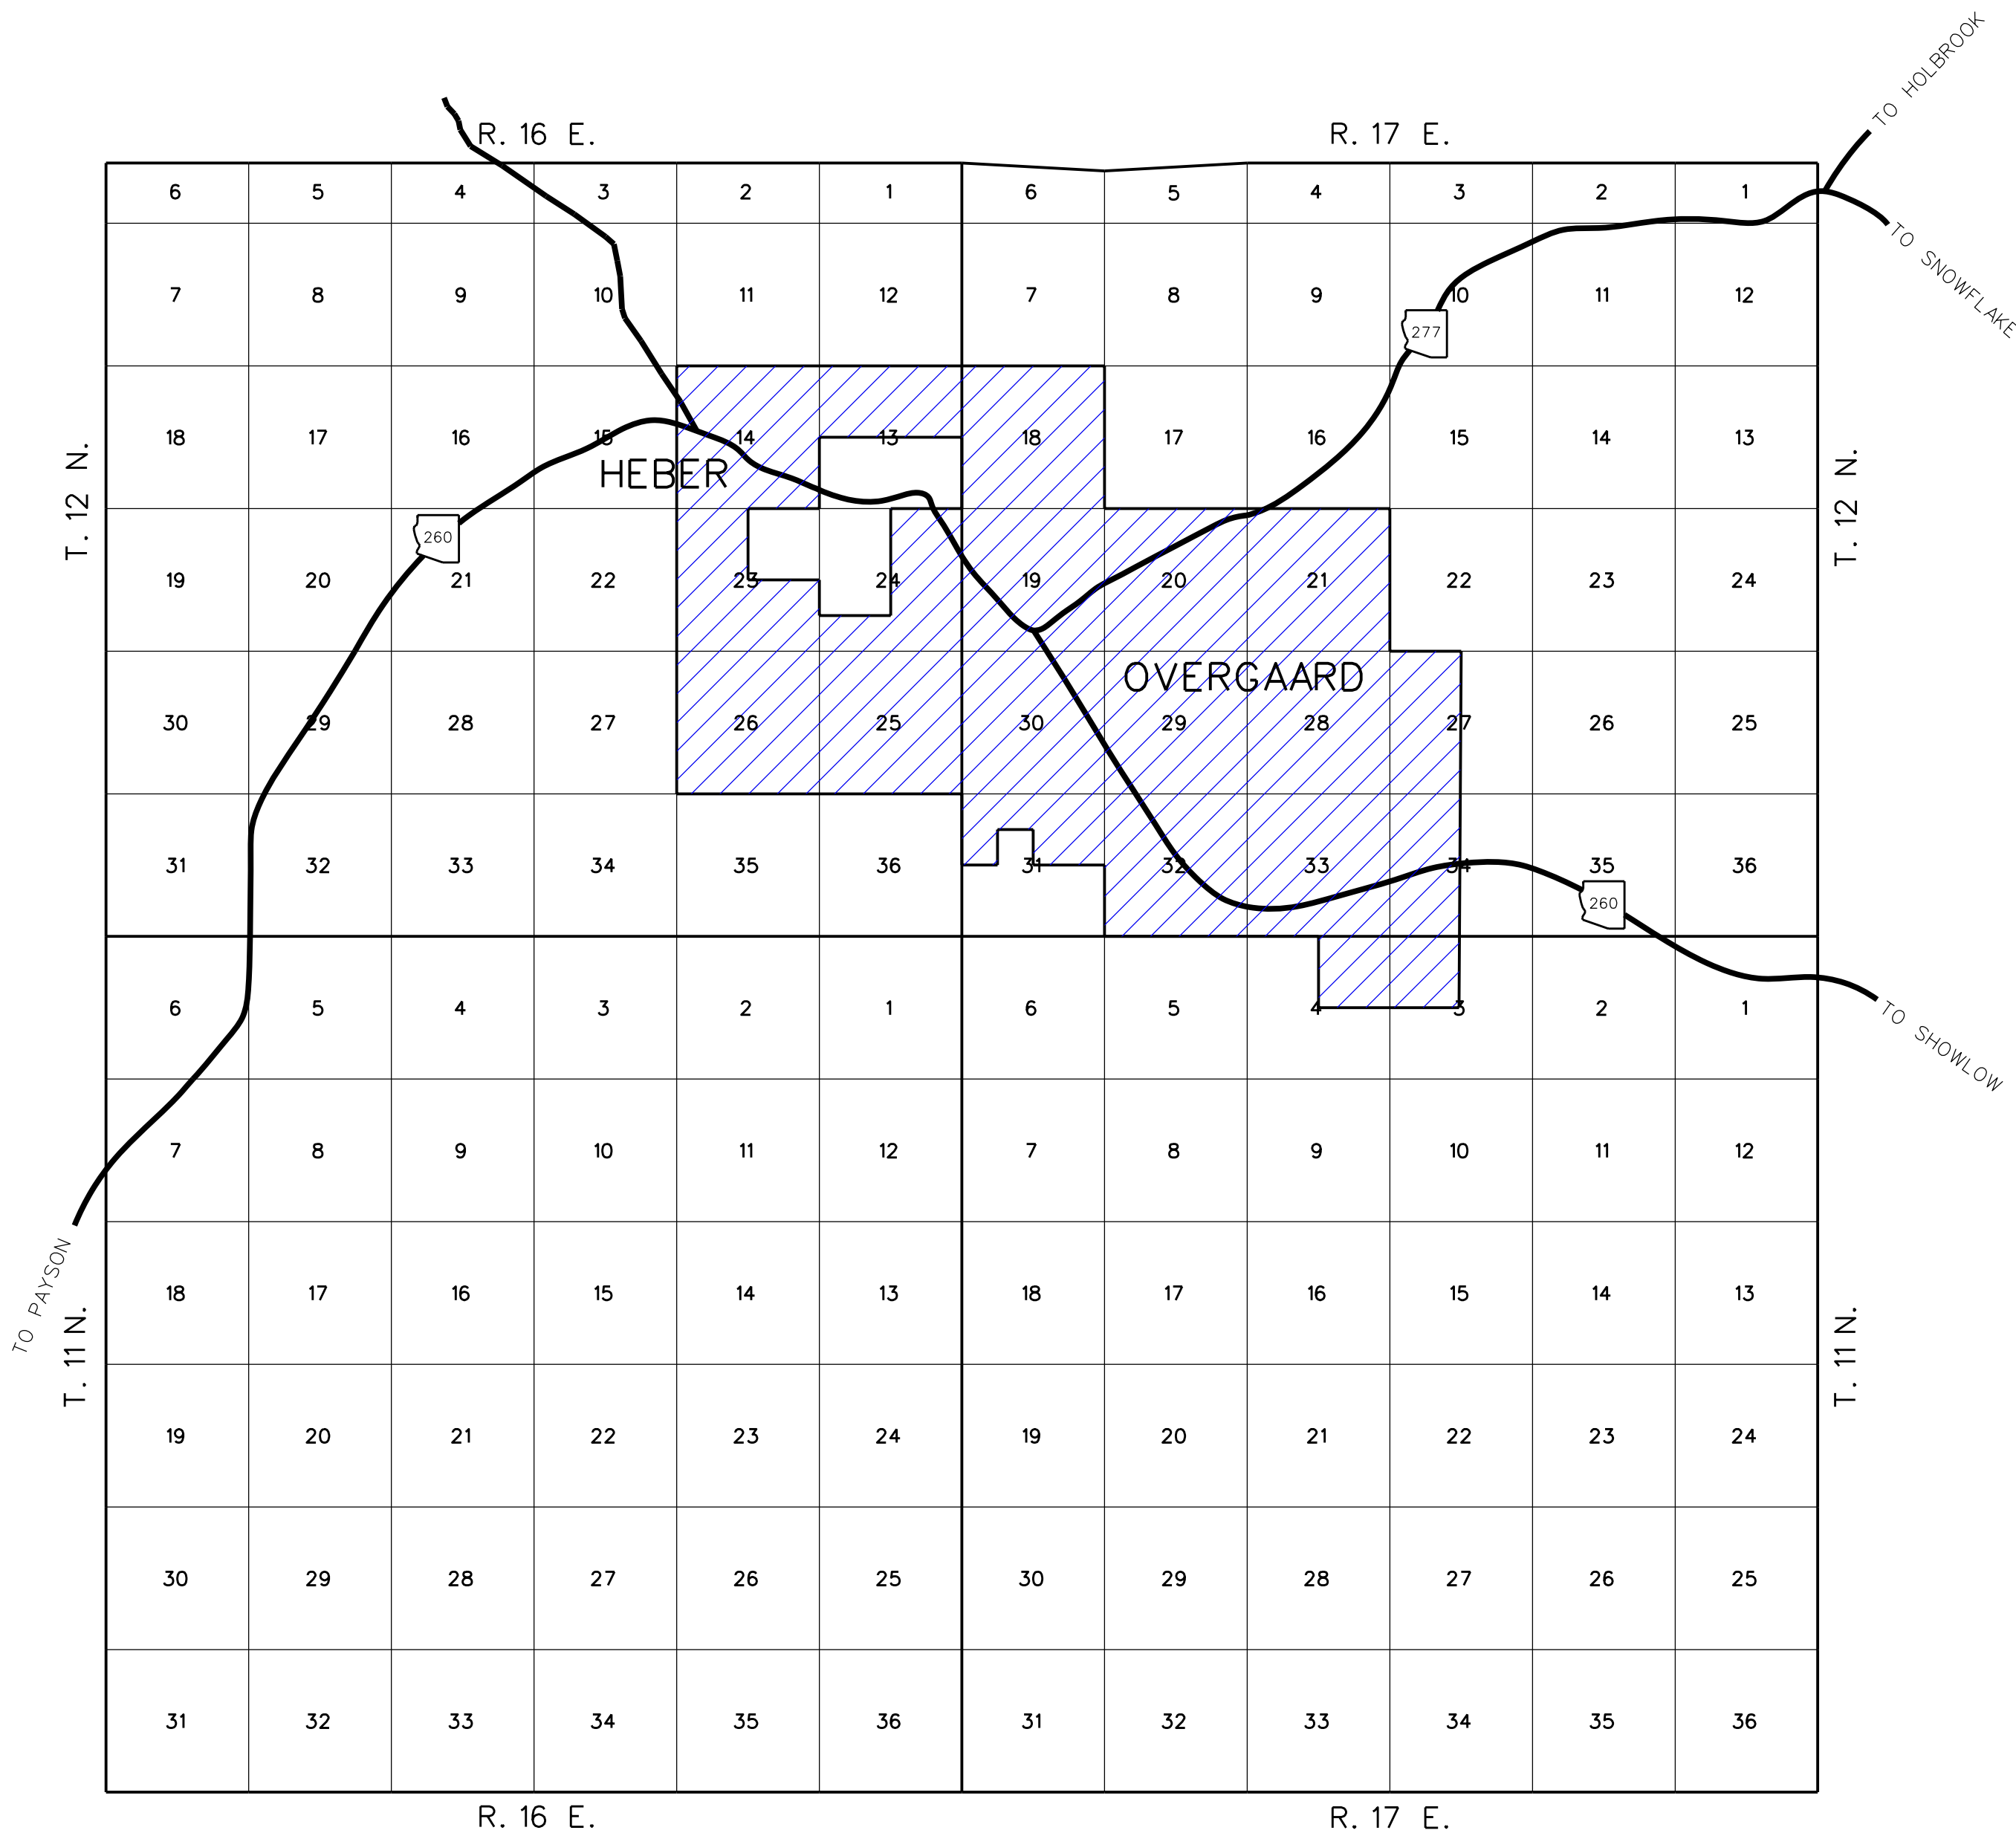 TO HOLBROOK
R. 16 E. R. 17 E.
6 5 4 3 2 1 6 5 4 3 2 1
TO SNOWFLAKE
7 8 9 10 11 12 7 8 9 10 11 12
277
18 17 16 15 14 13 18 17 16 15 14 13
HEBER
T. 12 N. T. 12 N.
260
19 20 21 22 23 24 19 20 21 22 23 24
OVERGAARD
30 29 28 27 26 25 30 29 28 27 26 25
31 32 33 34 35 36 31 32 33 34 35 36
260
6 5 4 3 2 1 6 5 4 3 2 1
TO SHOWLOW
7 8 9 10 11 12 7 8 9 10 11 12
TO PAYSON
18 17 16 15 14 13 18 17 16 15 14 13
T. 11 N. T. 11 N.
19 20 21 22 23 24 19 20 21 22 23 24
30 29 28 27 26 25 30 29 28 27 26 25
31 32 33 34 35 36 31 32 33 34 35 36
R. 16 E. R. 17 E.